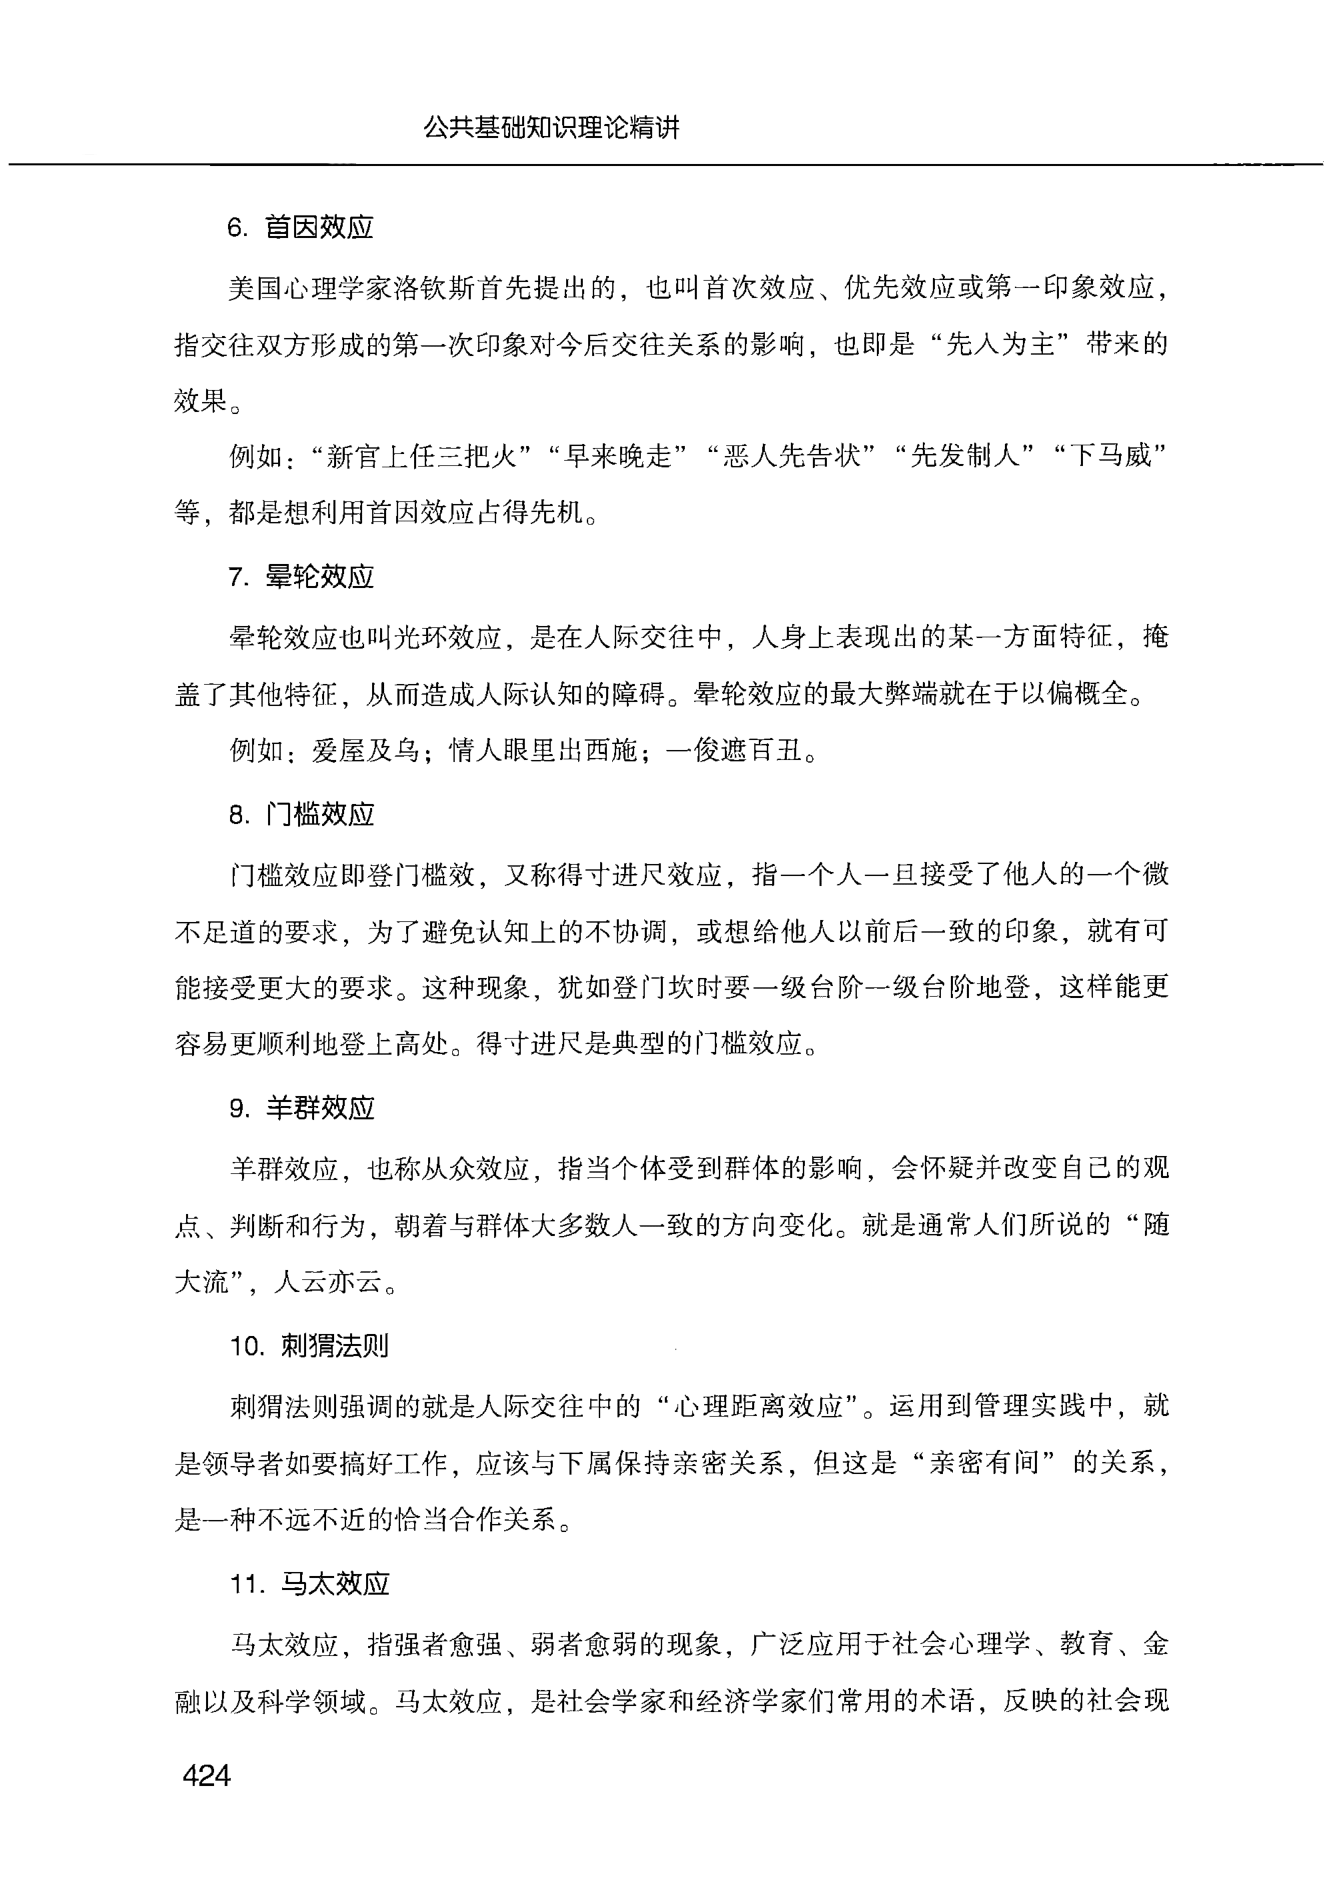 公共基础知识理论精讲
6. 首因效应
美国心理学家洛钦斯首先提出的，也叫首次效应、优先效应或第一印象效应，
指交往双方形成的第一次印象对今后交往关系的影响，也即是“先入为主”带来的
效果。
例如：“新官上任三把火”“早来晚走”“恶人先告状”“先发制人”“下马威”
等，都是想利用首因效应占得先机。
7. 晕轮效应
晕轮效应也叫光环效应，是在人际交往中，人身上表现出的某一方面特征，掩
盖了其他特征，从而造成人际认知的障碍。晕轮效应的最大弊端就在于以偏概全。
例如：爱屋及乌；情人眼里出西施；一俊遮百丑。
8. 门槛效应
门槛效应即登门槛效，又称得寸进尺效应，指一个人一旦接受了他人的一个微
不足道的要求，为了避免认知上的不协调，或想给他人以前后一致的印象，就有可
能接受更大的要求。这种现象，犹如登门坎时要一级台阶一级台阶地登，这样能更
容易更顺利地登上高处。得寸进尺是典型的门槛效应。
9. 羊群效应
羊群效应，也称从众效应，指当个体受到群体的影响，会怀疑并改变自己的观
点、判断和行为，朝着与群体大多数人一致的方向变化。就是通常人们所说的“随
大流”，人云亦云。
10. 刺猬法则
刺猬法则强调的就是人际交往中的“心理距离效应”。运用到管理实践中，就
是领导者如要搞好工作，应该与下属保持亲密关系，但这是“亲密有间”的关系，
是一种不远不近的恰当合作关系。
11. 马太效应
马太效应，指强者愈强、弱者愈弱的现象，广泛应用于社会心理学、教育、金
融以及科学领域。马太效应，是社会学家和经济学家们常用的术语，反映的社会现
424